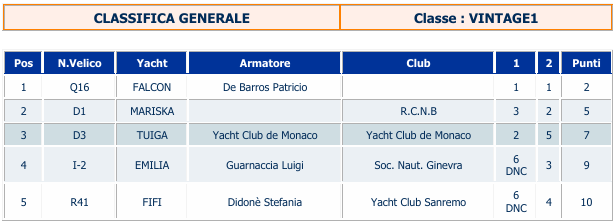 CLASSIFICA GENERALE Classe : VINTAGE1
Pos N.Velico Yacht Armatore Club 1 2 Punti
1 Q16 FALCON De Barros Patricio 1 1 2
2 D1 MARISKA R.C.N.B 3 2 5
3 D3 TUIGA Yacht Club de Monaco Yacht Club de Monaco 2 5 7
4 I-2 EMILIA Guarnaccia Luigi Soc. Naut. Ginevra 6 DNC 3 9
5 R41 FIFI Didonè Stefania Yacht Club Sanremo 6 DNC 4 10